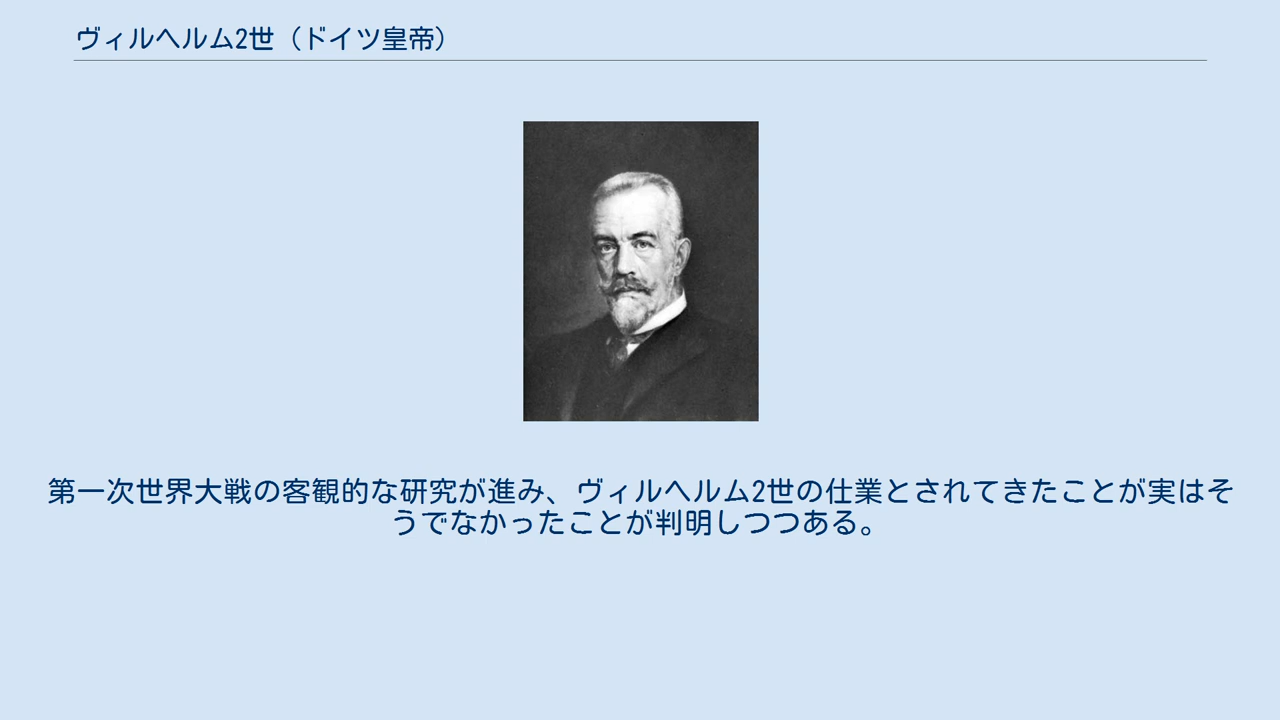 ヴィルヘルム2世（ドイツ皇帝）
第一次世界大戦の客観的な研究が進み、ヴィルヘルム2世の仕業とされてきたことが実はそ
うでなかったことが判明しつつある。